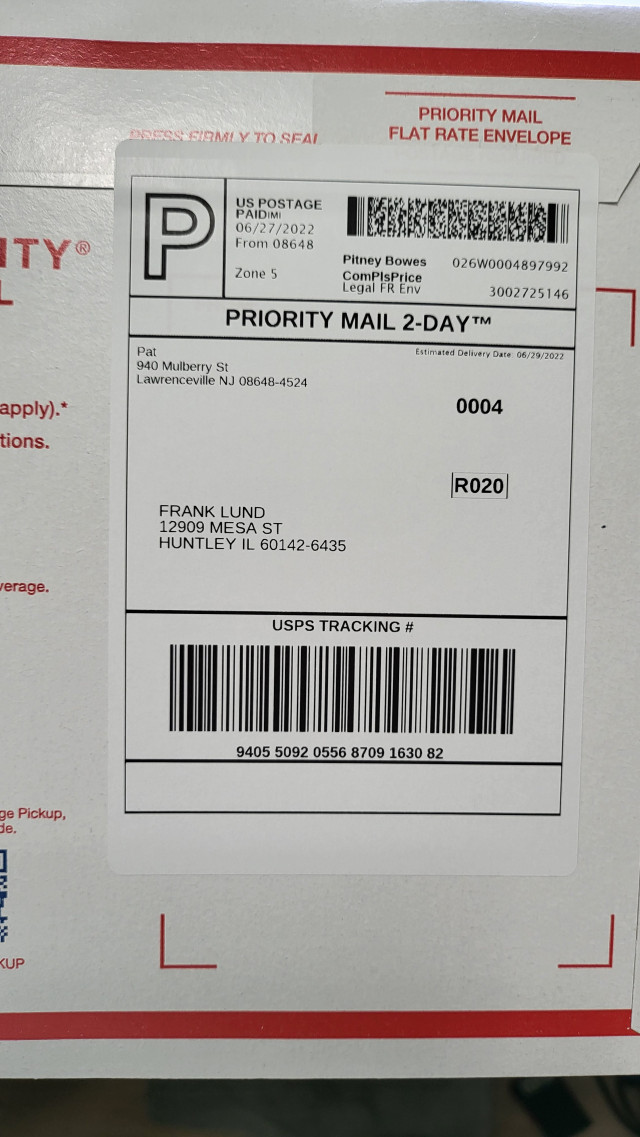 PRIORITY MAIL
FLAT RATE ENVELOPE
PRESS FIRMLY TO SEAL
US POSTAGE
PAID IMI
06/27/2022
From 08648
Zone 5
P
026W0004897992
3002725146
Pitney Bowes
ComPlsPrice
Legal FR Env
PRIORITY MAIL 2-DAY™
Estimated Delivery Date: 06/29/2022
Pat
940 Mulberry St
Lawrenceville NJ 08648-4524
0004
R020
FRANK LUND
12909 MESA ST
HUNTLEY IL 60142-6435
USPS TRACKING #
9405 5092 0556 8709 1630 82
ITY®
L
apply).*
tions.
verage.
ge Pickup,
de.
KUP